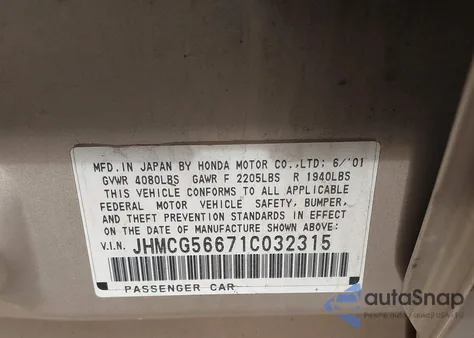 MFD. IN JAPAN BY HONDA MOTOR CO.,LTD; 6/'01
GVWR 4080LBS GAWR F 2205LBS R 1940LBS
THIS VEHICLE CONFORMS TO ALL APPLICABLE
FEDERAL MOTOR VEHICLE SAFETY, BUMPER,
AND THEFT PREVENTION STANDARDS IN EFFECT
ON THE DATE OF MANUFACTURE SHOWN ABOVE:
V.I.N. JHMCG56671C032315
PASSENGER CAR
autoSnap